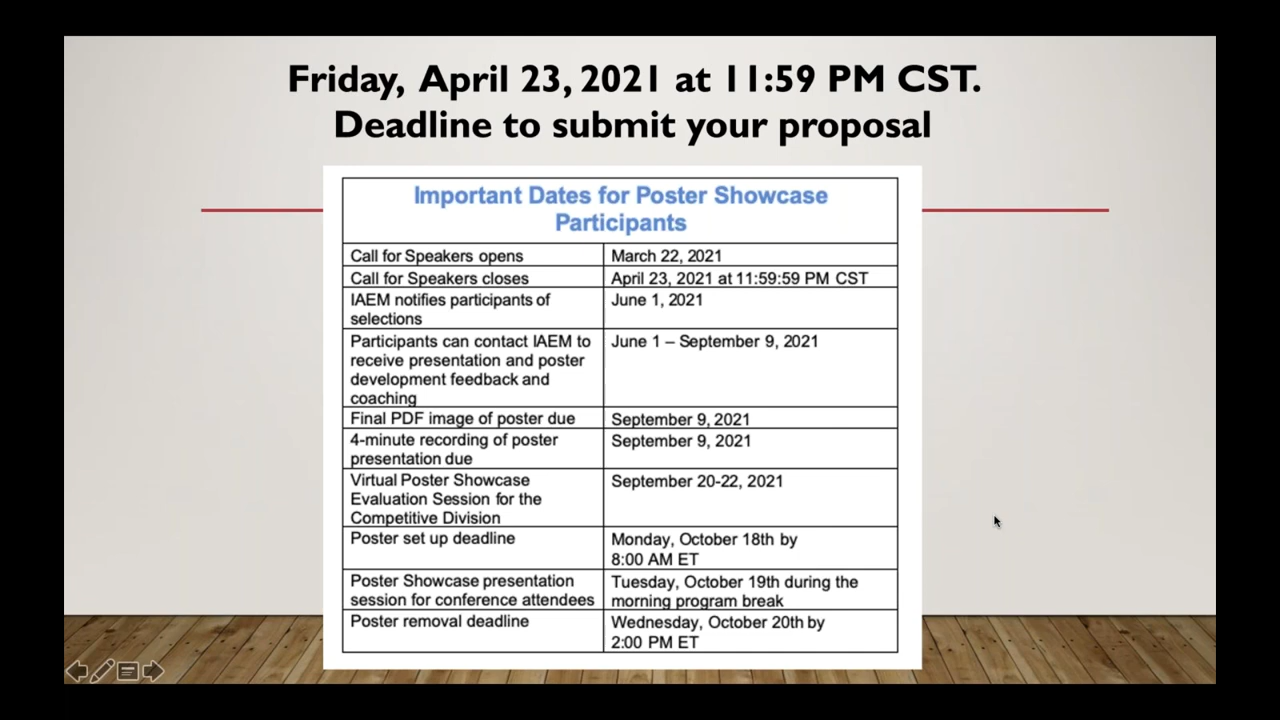 Friday, April 23, 2021 at 11:59 PM CST.
Deadline to submit your proposal
Important Dates for Poster Showcase
Participants
Call for Speakers opens
March 22, 2021
Call for Speakers closes
April 23, 2021 at 11:59:59 PM CST
IAEM notifies participants of
selections
June 1, 2021
Participants can contact IAEM to
receive presentation and poster
development feedback and
coaching
June 1 – September 9, 2021
Final PDF image of poster due
September 9, 2021
4-minute recording of poster
presentation due
September 9, 2021
Virtual Poster Showcase
Evaluation Session for the
Competitive Division
September 20-22, 2021
Poster set up deadline
Monday, October 18th by
8:00 AM ET
Poster Showcase presentation
session for conference attendees
Tuesday, October 19th during the
morning program break
Poster removal deadline
Wednesday, October 20th by
2:00 PM ET